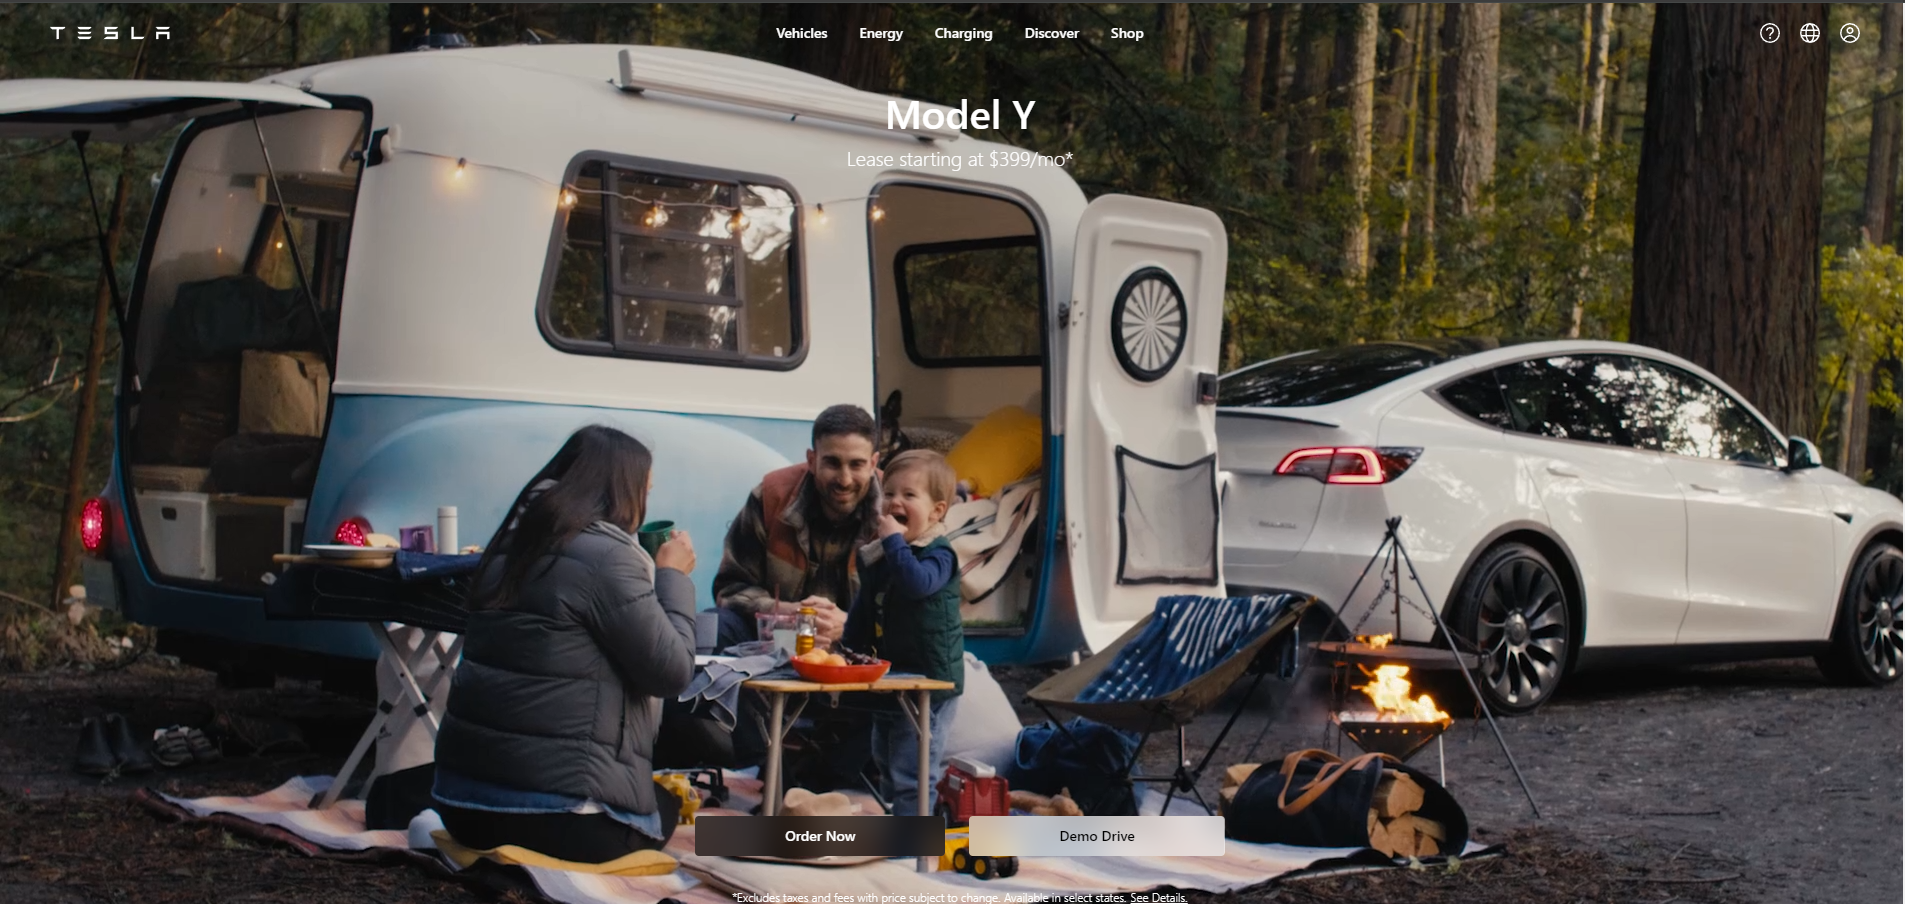 TESLA
Vehicles Energy Charging Discover Shop
Model Y
Lease starting at $399/mo*
Order Now Demo Drive
*Excludes taxes and fees with price subject to change. Available in select states. See Details.